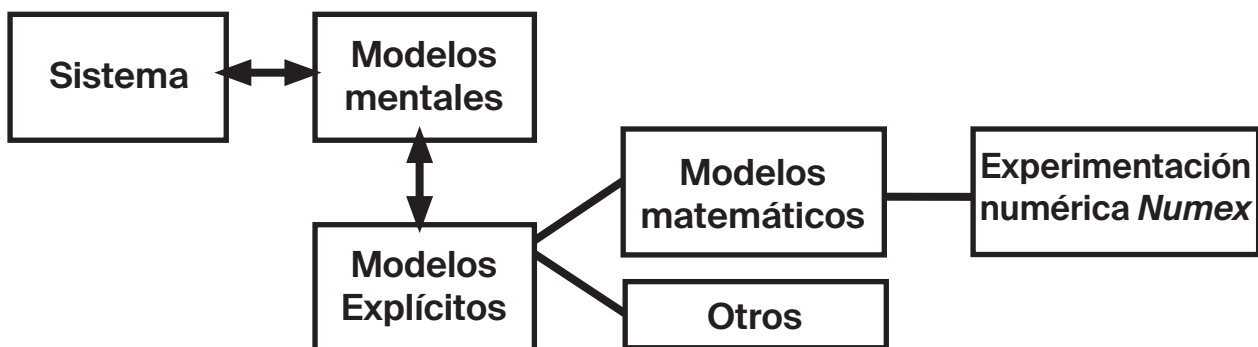 Sistema
Modelos
mentales
Modelos
matemáticos
Experimentación
numérica Numex
Modelos
Explícitos
Otros